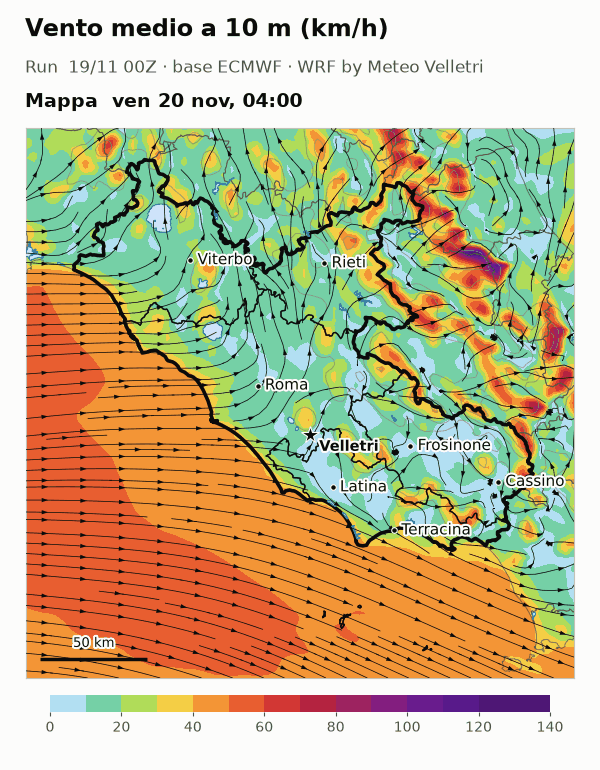 Vento medio a 10 m (km/h)
Run 19/11 00Z · base ECMWF · WRF by Meteo Velletri
Mappa ven 20 nov, 04:00
Viterbo
Rieti
Roma
Velletri
Frosinone
Latina
Cassino
Terracina
50 km
0 20 40 60 80 100 120 140